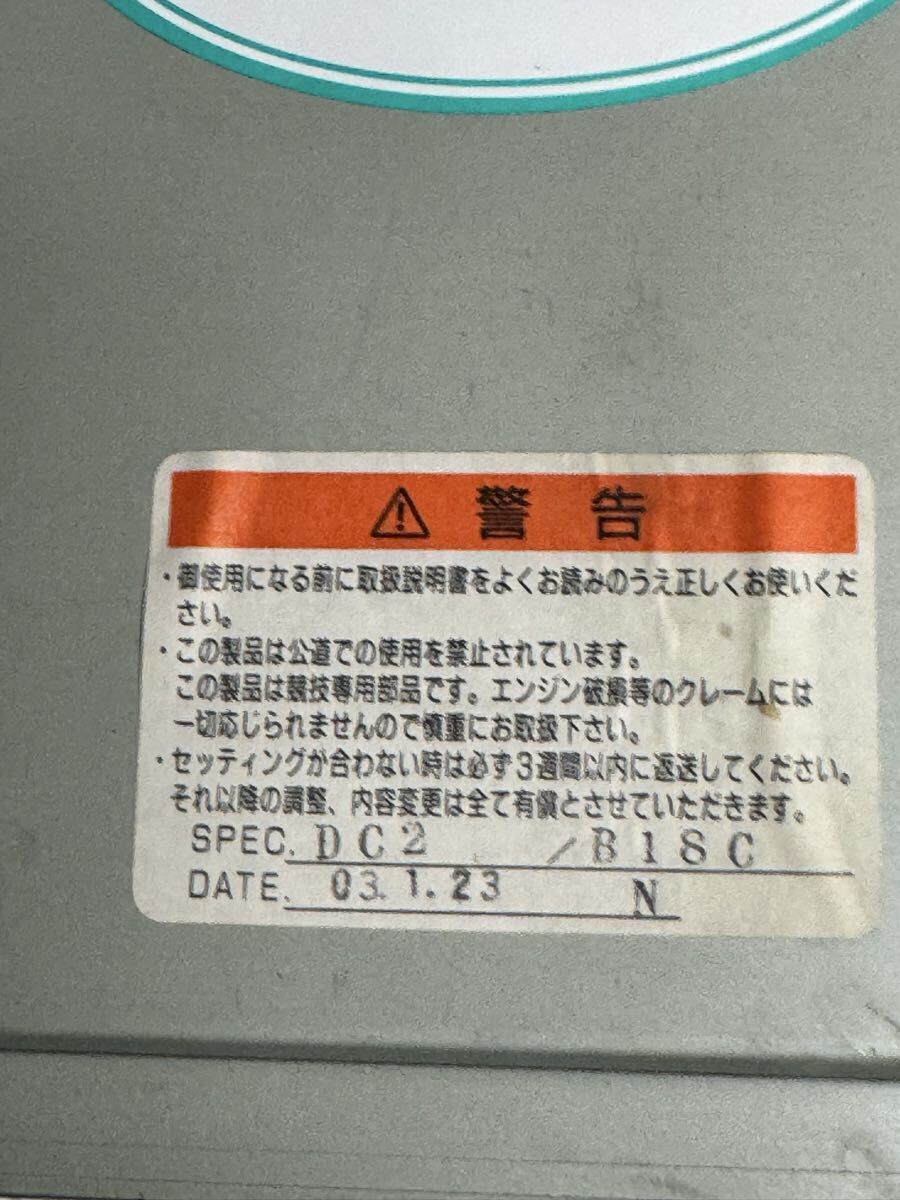 ⚠ 警告
・御使用になる前に取扱説明書をよくお読みのうえ正しくお使いくだ
さい。
・この製品は公道での使用を禁止されています。
この製品は競技専用部品です。エンジン破損等のクレームには
一切応じられませんので慎重にお取扱下さい。
・セッティングが合わない時は必ず3週間以内に返送してください。
それ以降の調整、内容変更は全て有償とさせていただきます。
SPEC. DC2 / B18C
DATE. 03.1.23 N